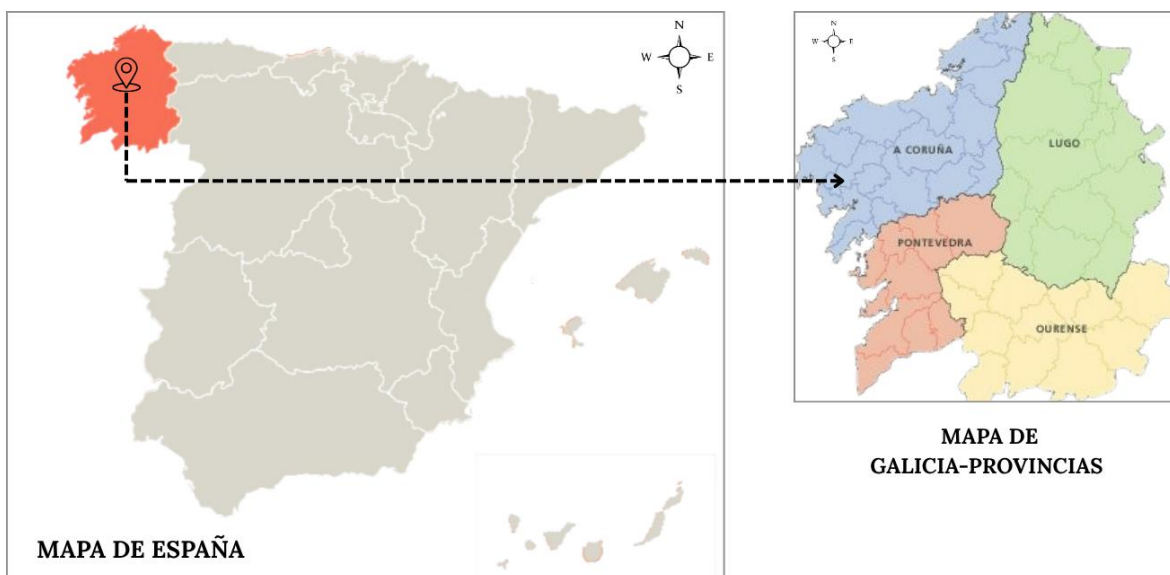 N
W E
S
MAPA DE ESPAÑA
N
W E
S
A CORUÑA
LUGO
PONTEVEDRA
OURENSE
MAPA DE
GALICIA-PROVINCIAS